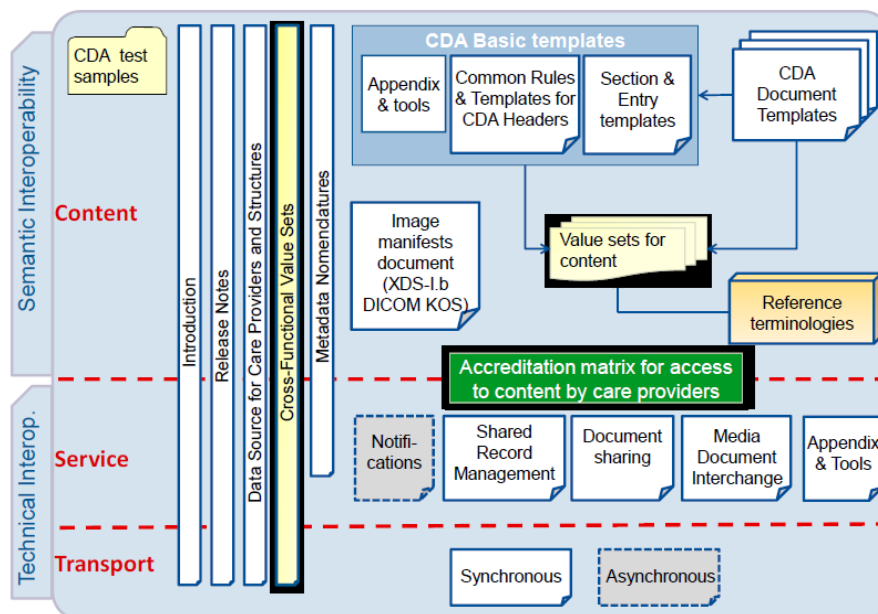 Semantic Interoperability
Technical Interop.
CDA test
samples
Content
Service
Transport
Introduction
Release Notes
Data Source for Care Providers and Structures
Cross-Functional Value Sets
Metadata Nomenclatures
CDA Basic templates
Appendix
& tools
Common Rules
& Templates for
CDA Headers
Section &
Entry
templates
CDA
Document
Templates
Image
manifests
document
(XDS-I.b
DICOM KOS)
Value sets for
content
Reference
terminologies
Accreditation matrix for access
to content by care providers
Notifi-
cations
Shared
Record
Management
Document
sharing
Media
Document
Interchange
Appendix
& Tools
Synchronous
Asynchronous